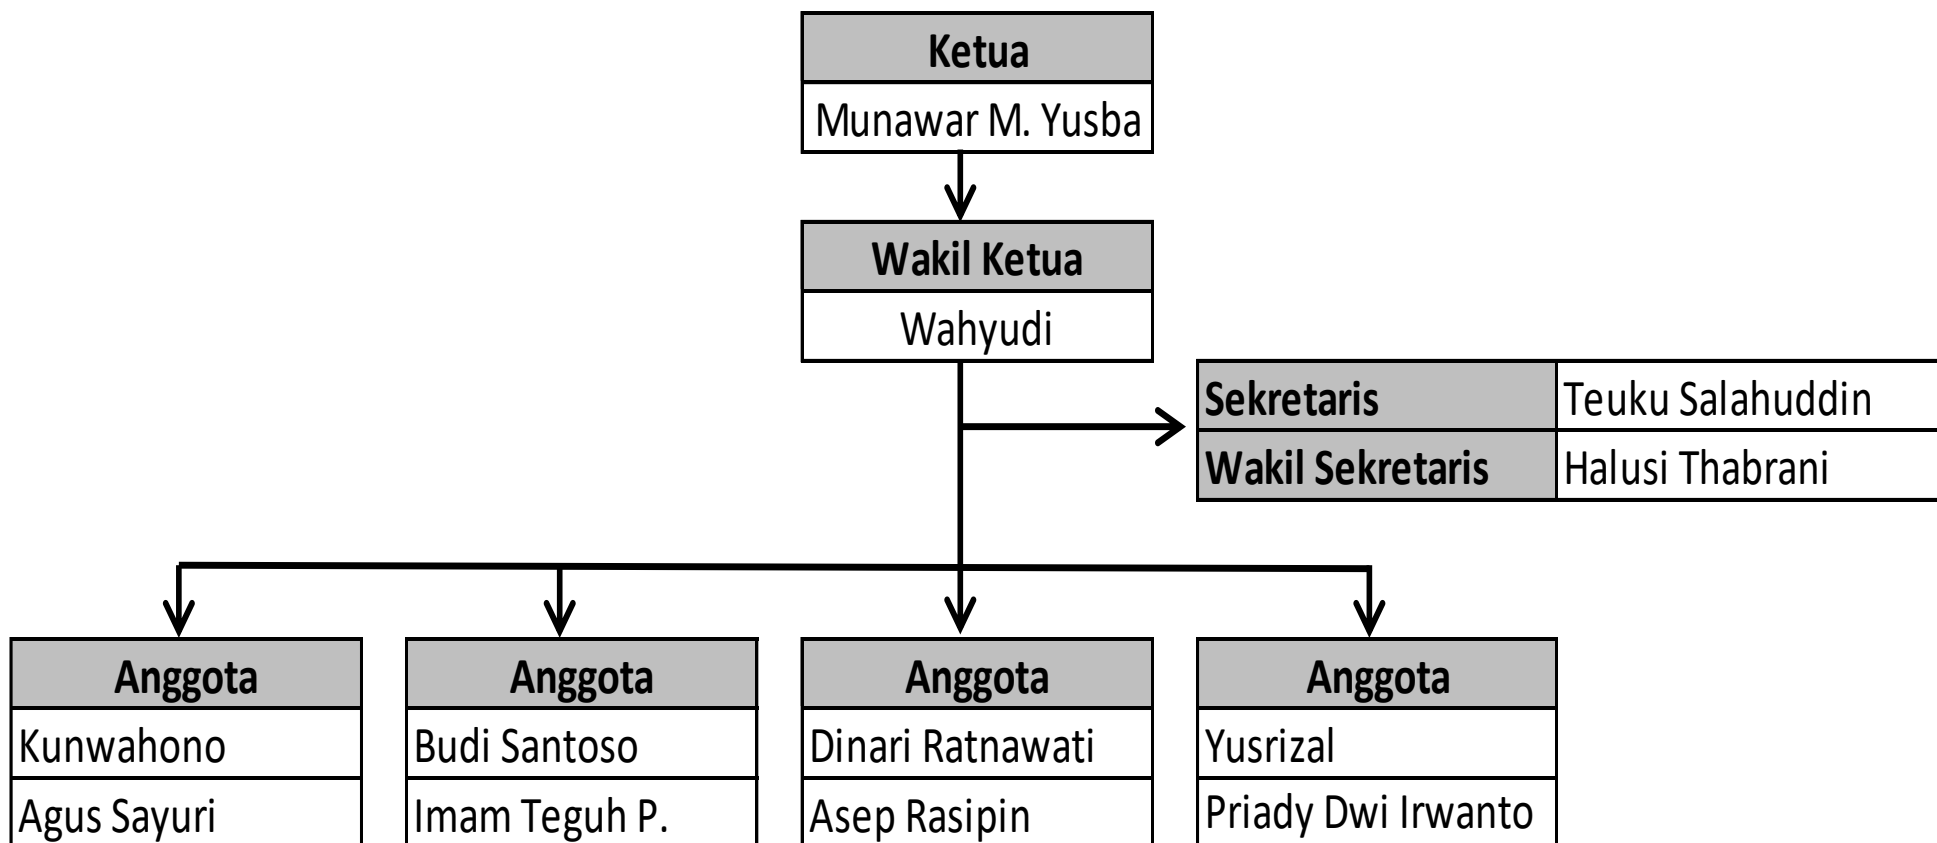 Ketua
Munawar M. Yusba
Wakil Ketua
Wahyudi
Sekretaris Teuku Salahuddin
Wakil Sekretaris Halusi Thabrani
Anggota
Kunwahono
Agus Sayuri
Anggota
Budi Santoso
Imam Teguh P.
Anggota
Dinari Ratnawati
Asep Rasipin
Anggota
Yusrizal
Priady Dwi Irwanto